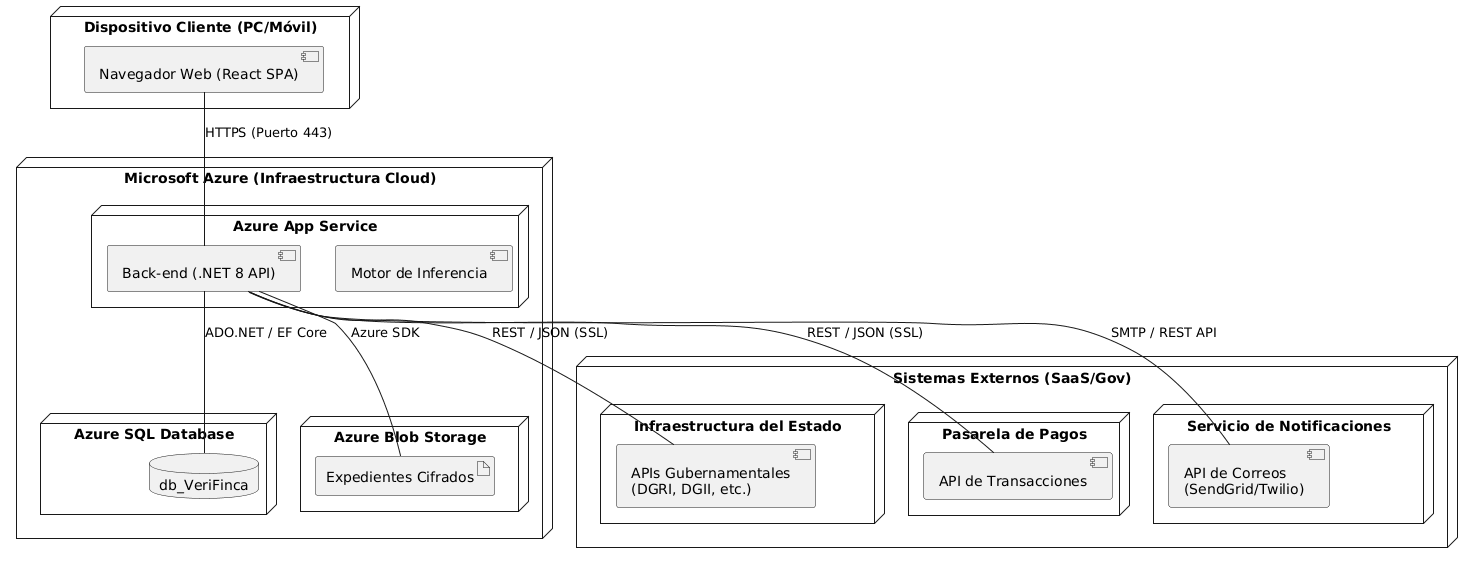 Dispositivo Cliente (PC/Móvil)
Navegador Web (React SPA)
HTTPS (Puerto 443)
Microsoft Azure (Infraestructura Cloud)
Azure App Service
Back-end (.NET 8 API)
Motor de Inferencia
ADO.NET / EF Core
Azure SDK
REST / JSON (SSL)
REST / JSON (SSL)
SMTP / REST API
Sistemas Externos (SaaS/Gov)
Azure SQL Database
db_VeriFinca
Azure Blob Storage
Expedientes Cifrados
Infraestructura del Estado
APIs Gubernamentales
(DGRI, DGII, etc.)
Pasarela de Pagos
API de Transacciones
Servicio de Notificaciones
API de Correos
(SendGrid/Twilio)